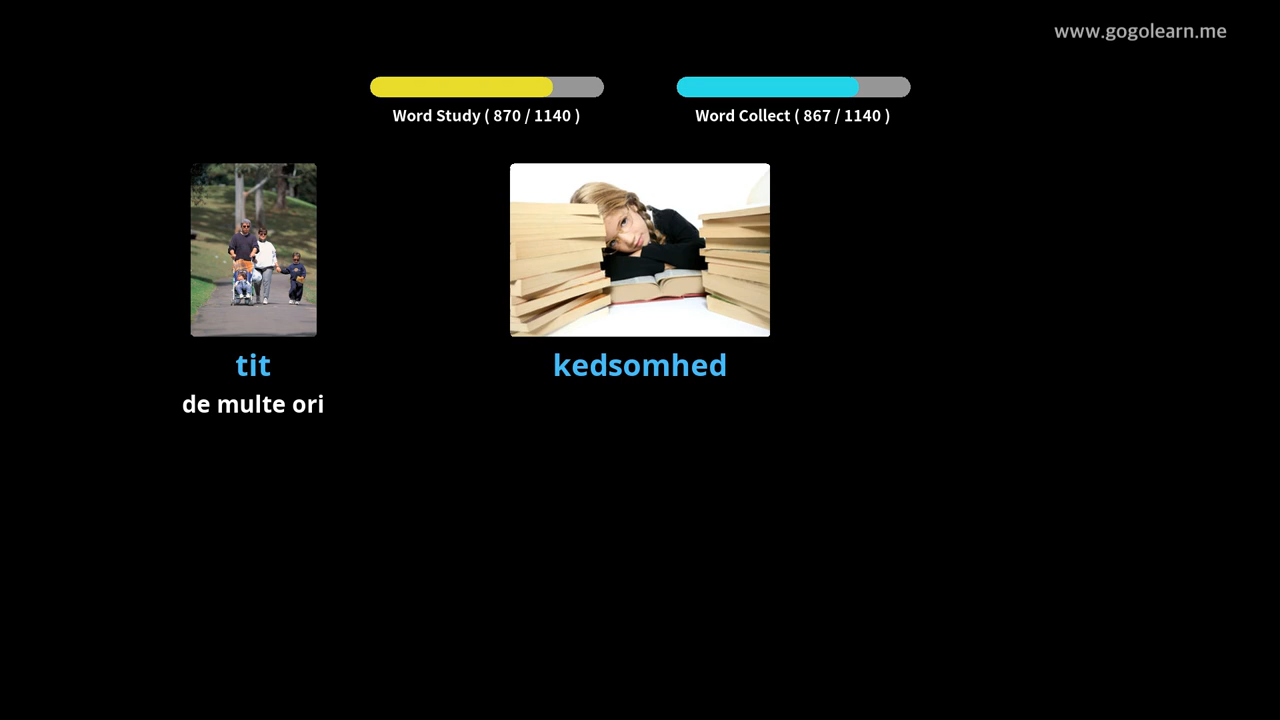 www.gogolearn.me
Word Study ( 870 / 1140 )
Word Collect ( 867 / 1140 )
tit
de multe ori
kedsomhed